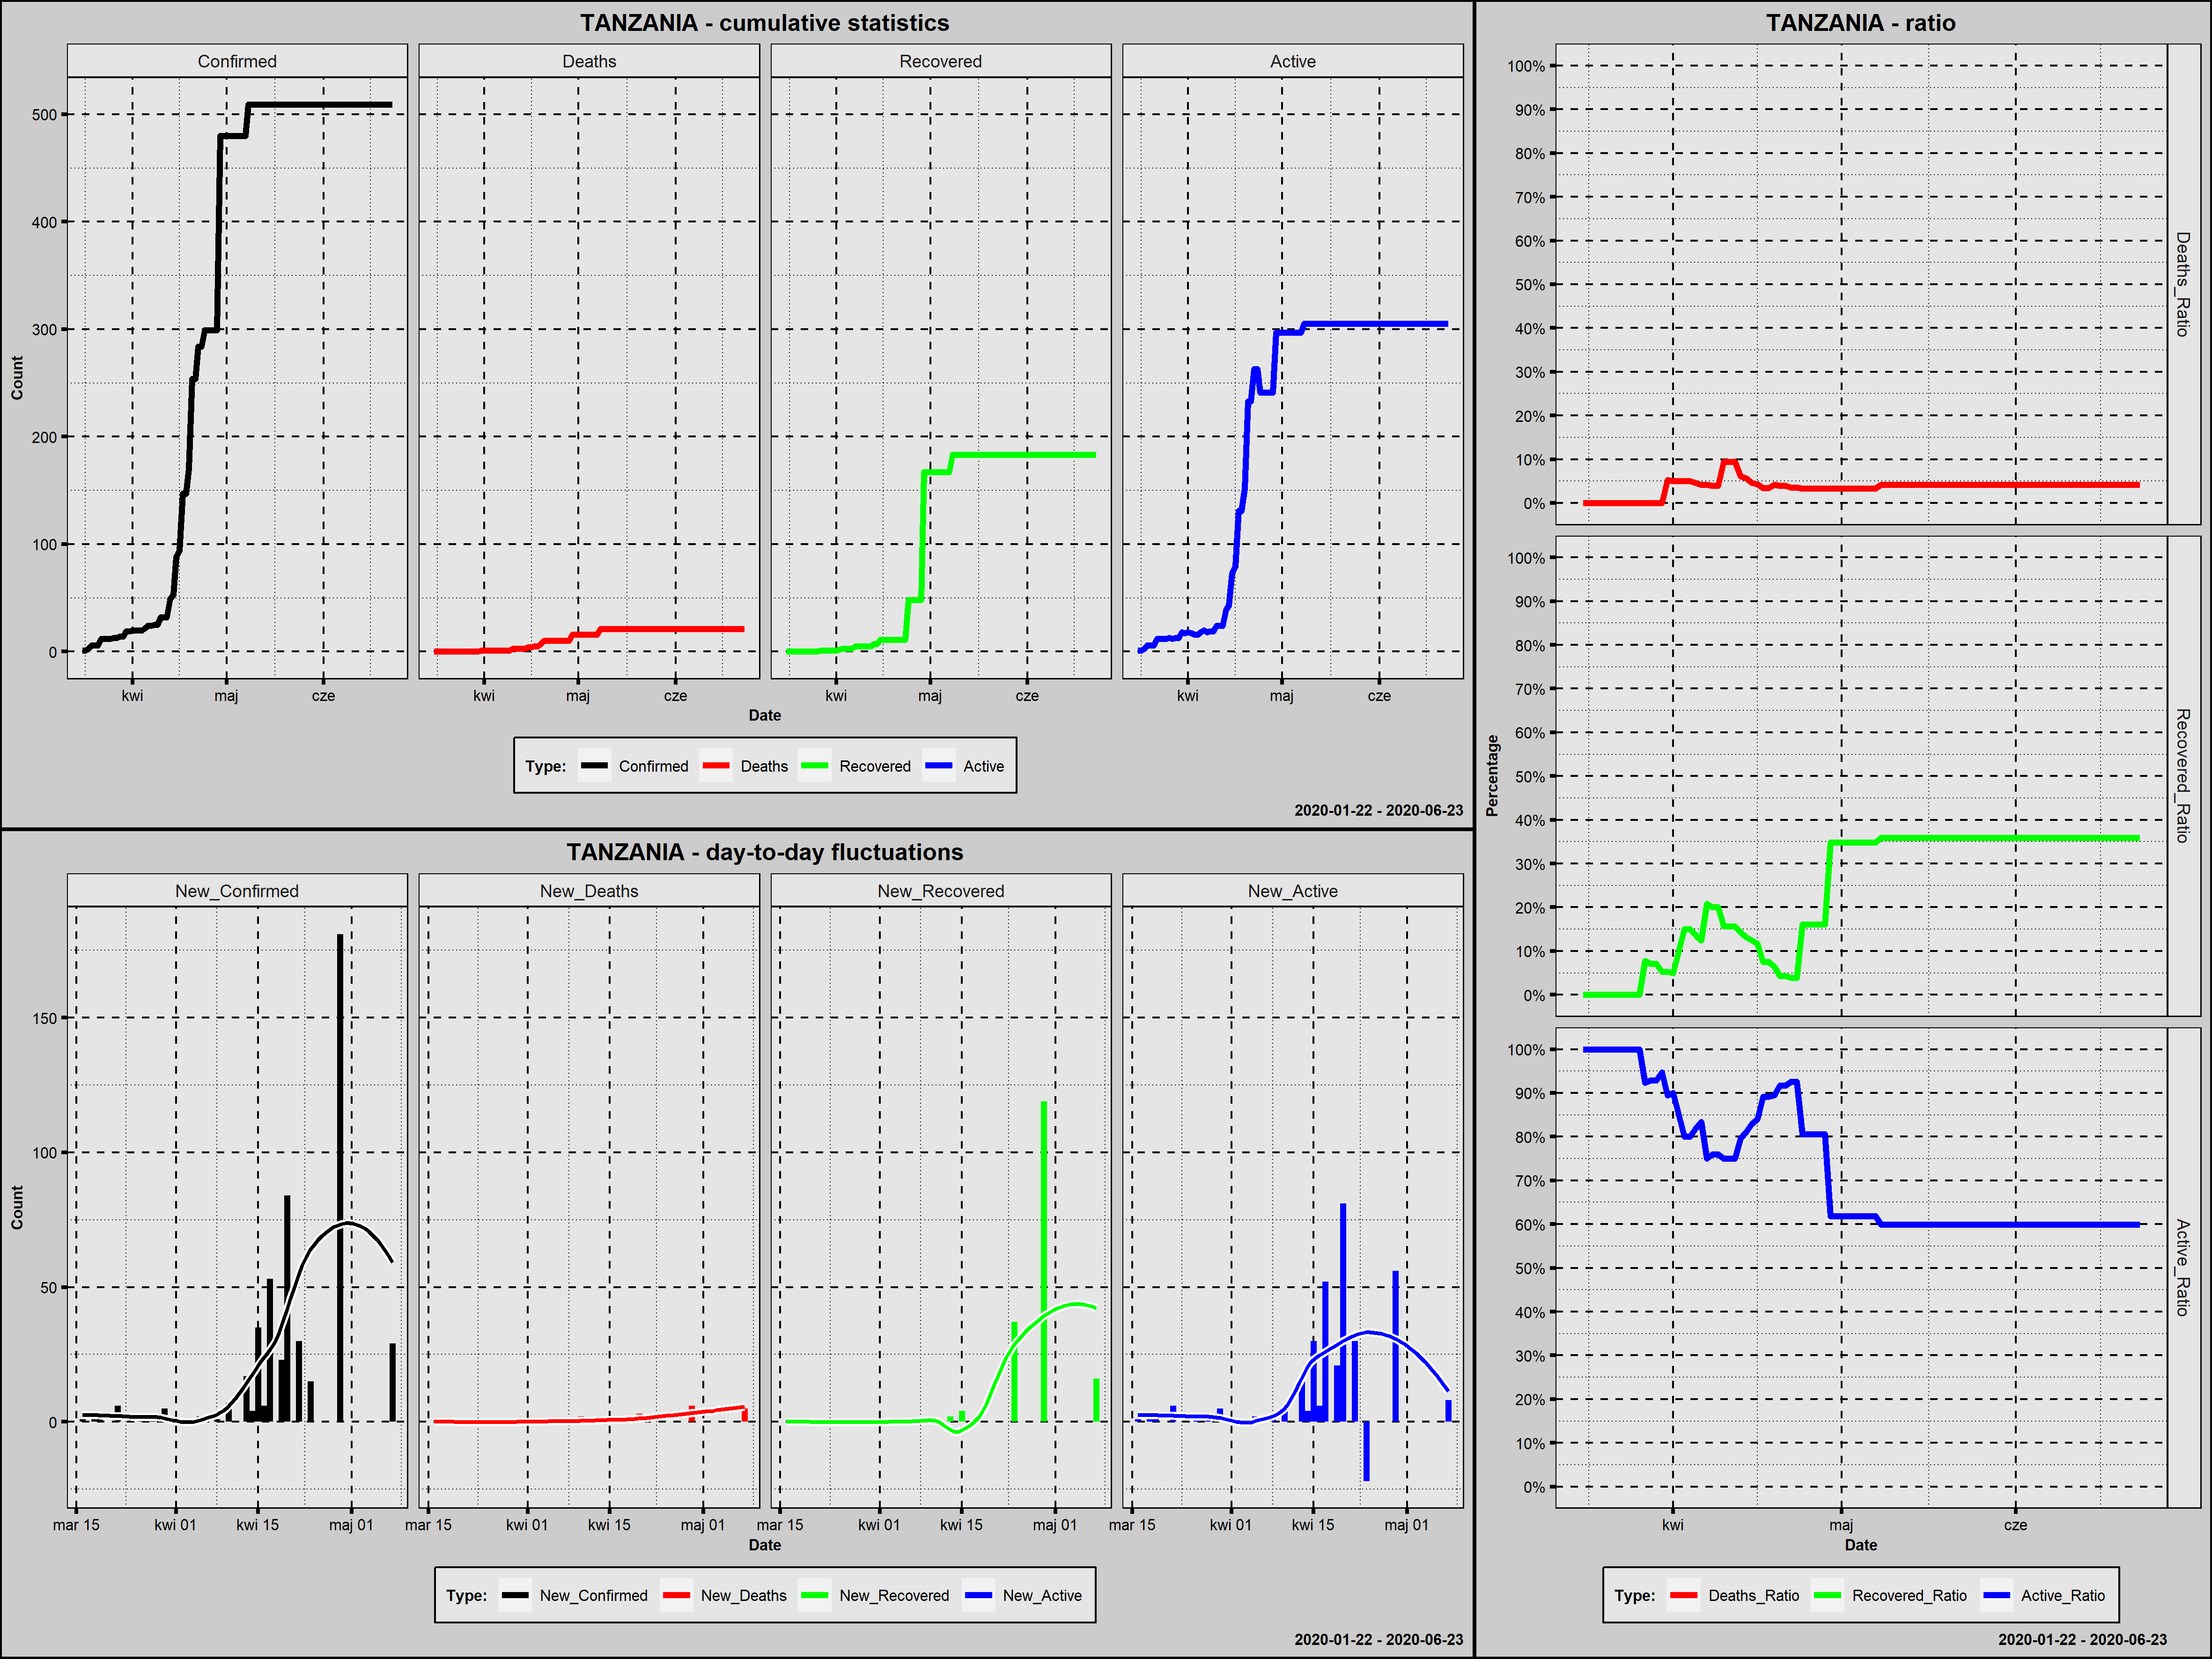 TANZANIA - cumulative statistics
Confirmed Deaths Recovered Active
Count
500
400
300
200
100
0
kwi maj cze kwi maj cze kwi maj cze kwi maj cze
Date
Type: Confirmed Deaths Recovered Active
2020-01-22 - 2020-06-23
TANZANIA - day-to-day fluctuations
New_Confirmed New_Deaths New_Recovered New_Active
Count
150
100
50
0
mar 15 kwi 01 kwi 15 maj 01 mar 15 kwi 01 kwi 15 maj 01 mar 15 kwi 01 kwi 15 maj 01 mar 15 kwi 01 kwi 15 maj 01
Date
Type: New_Confirmed New_Deaths New_Recovered New_Active
2020-01-22 - 2020-06-23
TANZANIA - ratio
Percentage
100%
90%
80%
70%
60%
50%
40%
30%
20%
10%
0%
Deaths_Ratio
100%
90%
80%
70%
60%
50%
40%
30%
20%
10%
0%
Recovered_Ratio
100%
90%
80%
70%
60%
50%
40%
30%
20%
10%
0%
Active_Ratio
kwi maj cze
Date
Type: Deaths_Ratio Recovered_Ratio Active_Ratio
2020-01-22 - 2020-06-23